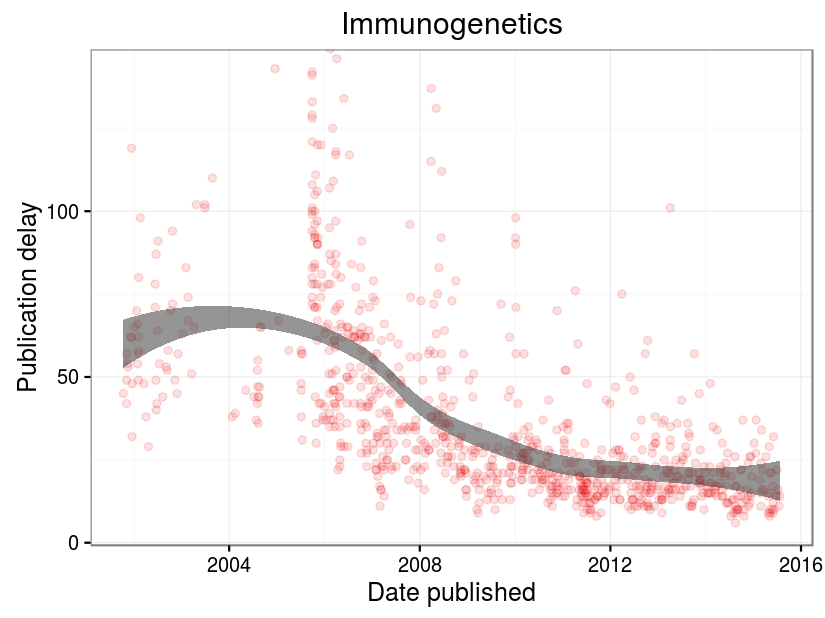 Immunogenetics
Publication delay
100
50
0
2004 2008 2012 2016
Date published